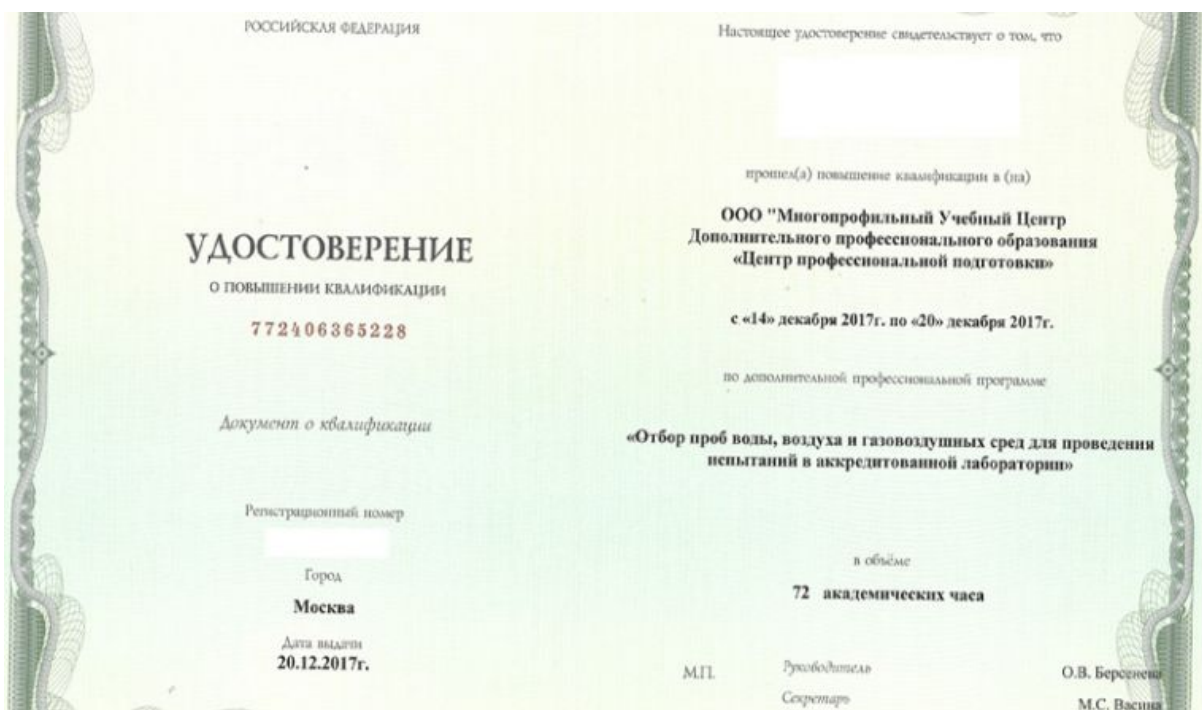 РОССИЙСКАЯ ФЕДЕРАЦИЯ
УДОСТОВЕРЕНИЕ
О ПОВЫШЕНИИ КВАЛИФИКАЦИИ
772406365228
Документ о квалификации
Регистрационный номер
Город
Москва
Дата выдачи
20.12.2017г.
Настоящее удостоверение свидетельствует о том, что
прошел(а) повышение квалификации в (на)
ООО "Многопрофильный Учебный Центр
Дополнительного профессионального образования
«Центр профессиональной подготовки»
с «14» декабря 2017г. по «20» декабря 2017г.
по дополнительной профессиональной программе
«Отбор проб воды, воздуха и газовоздушных сред для проведения
испытаний в аккредитованной лаборатории»
в объёме
72 академических часа
М.П. Руководитель О.В. Берсенева
Секретарь М.С. Васина